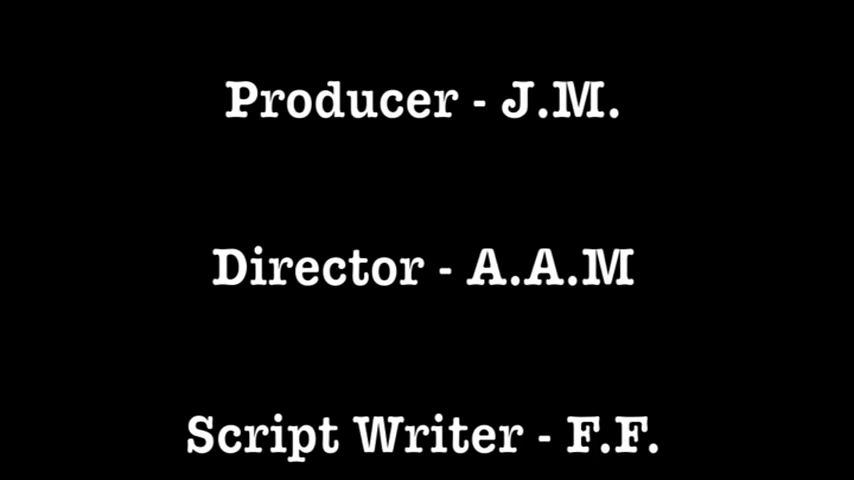 Producer - J.M.
Director - A.A.M
Script Writer - F.F.